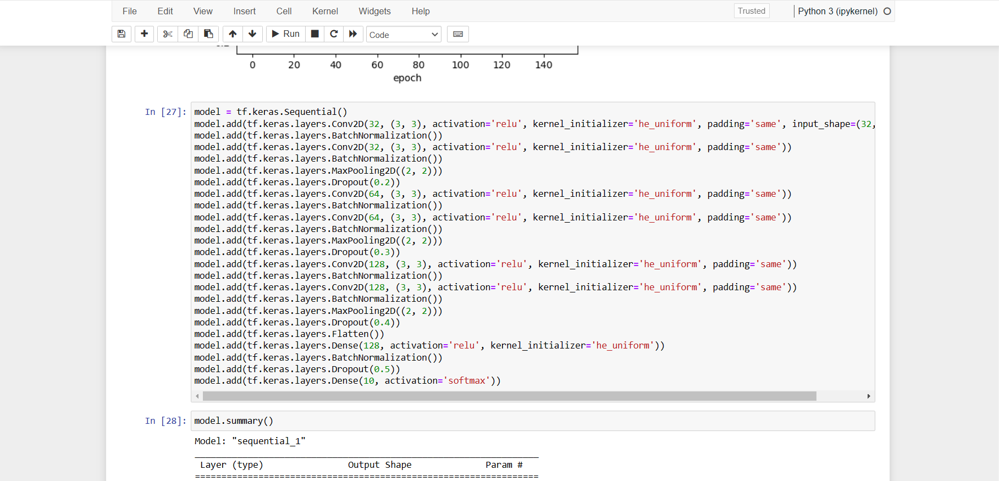 File Edit View Insert Cell Kernel Widgets Help Trusted Python 3 (ipykernel)
Run Code
0 20 40 60 80 100 120 140
epoch
In [27]: model = tf.keras.Sequential()
model.add(tf.keras.layers.Conv2D(32, (3, 3), activation='relu', kernel_initializer='he_uniform', padding='same', input_shape=(32,
model.add(tf.keras.layers.BatchNormalization())
model.add(tf.keras.layers.Conv2D(32, (3, 3), activation='relu', kernel_initializer='he_uniform', padding='same'))
model.add(tf.keras.layers.BatchNormalization())
model.add(tf.keras.layers.MaxPooling2D((2, 2)))
model.add(tf.keras.layers.Dropout(0.2))
model.add(tf.keras.layers.Conv2D(64, (3, 3), activation='relu', kernel_initializer='he_uniform', padding='same'))
model.add(tf.keras.layers.BatchNormalization())
model.add(tf.keras.layers.Conv2D(64, (3, 3), activation='relu', kernel_initializer='he_uniform', padding='same'))
model.add(tf.keras.layers.BatchNormalization())
model.add(tf.keras.layers.MaxPooling2D((2, 2)))
model.add(tf.keras.layers.Dropout(0.3))
model.add(tf.keras.layers.Conv2D(128, (3, 3), activation='relu', kernel_initializer='he_uniform', padding='same'))
model.add(tf.keras.layers.BatchNormalization())
model.add(tf.keras.layers.Conv2D(128, (3, 3), activation='relu', kernel_initializer='he_uniform', padding='same'))
model.add(tf.keras.layers.BatchNormalization())
model.add(tf.keras.layers.MaxPooling2D((2, 2)))
model.add(tf.keras.layers.Dropout(0.4))
model.add(tf.keras.layers.Flatten())
model.add(tf.keras.layers.Dense(128, activation='relu', kernel_initializer='he_uniform'))
model.add(tf.keras.layers.BatchNormalization())
model.add(tf.keras.layers.Dropout(0.5))
model.add(tf.keras.layers.Dense(10, activation='softmax'))
In [28]: model.summary()
Model: "sequential_1"
Layer (type) Output Shape Param #
=================================================================